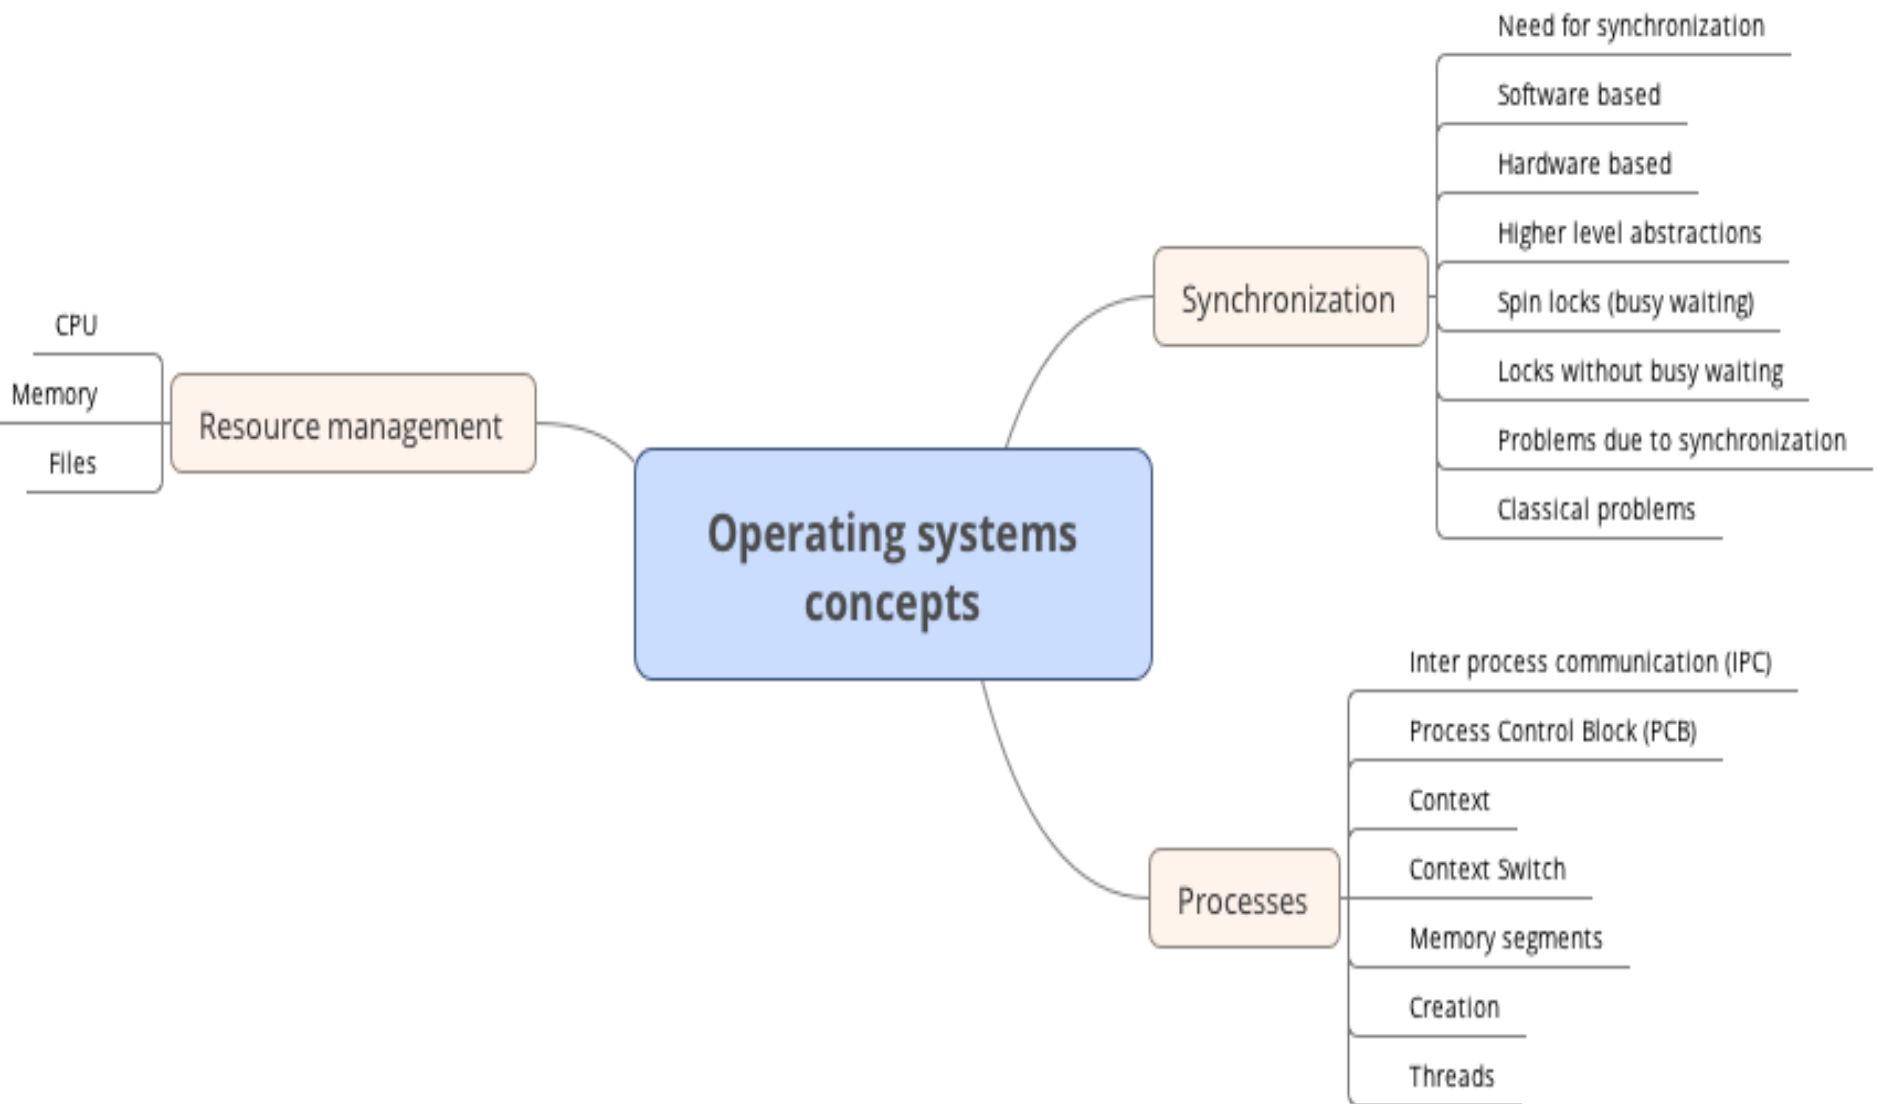 Operating systems
concepts
Synchronization
Need for synchronization
Software based
Hardware based
Higher level abstractions
Spin locks (busy waiting)
Locks without busy waiting
Problems due to synchronization
Classical problems
Processes
Inter process communication (IPC)
Process Control Block (PCB)
Context
Context Switch
Memory segments
Creation
Threads
Resource management
CPU
Memory
Files